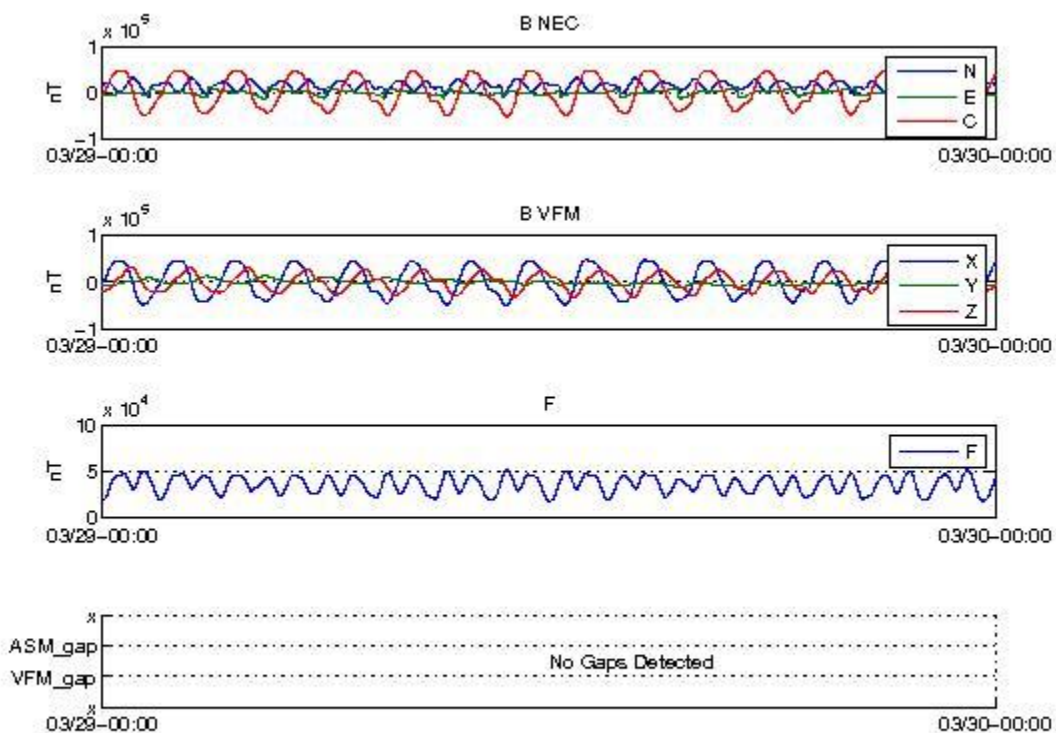 B NEC
x 10^5
1
0
−1
nT
N
E
C
03/29−00:00
03/30−00:00
B VFM
x 10^5
1
0
−1
nT
X
Y
Z
03/29−00:00
03/30−00:00
F
x 10^4
10
5
0
nT
F
03/29−00:00
03/30−00:00
x
ASM_gap
VFM_gap
x
No Gaps Detected
03/29−00:00
03/30−00:00